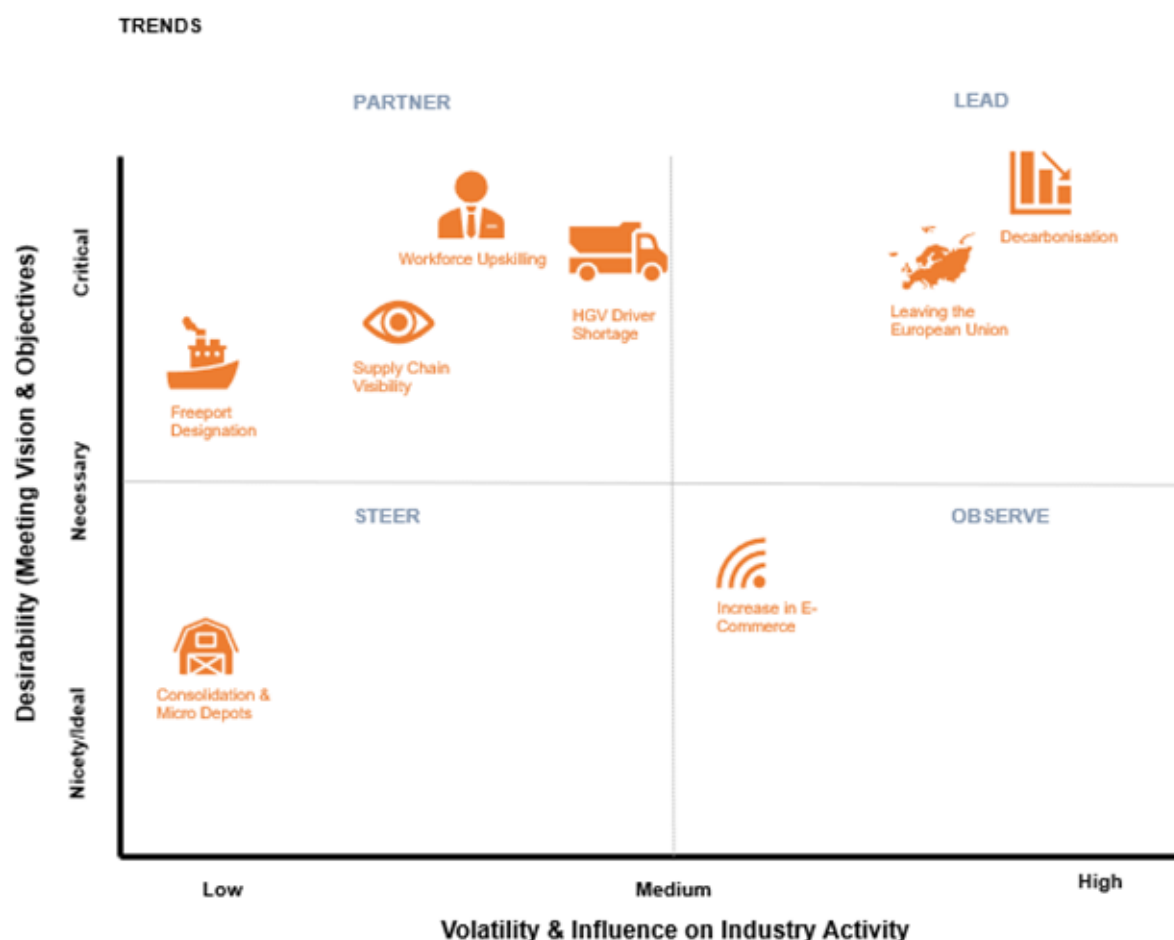 TRENDS
PARTNER
LEAD
Workforce Upskilling
HGV Driver
Shortage
Decarbonisation
Leaving the
European Union
Supply Chain
Visibility
Freeport
Designation
STEER
OBSERVE
Increase in E-
Commerce
Consolidation &
Micro Depots
Desirability (Meeting Vision & Objectives)
Critical
Necessary
Nicety/Ideal
Low
Medium
High
Volatility & Influence on Industry Activity